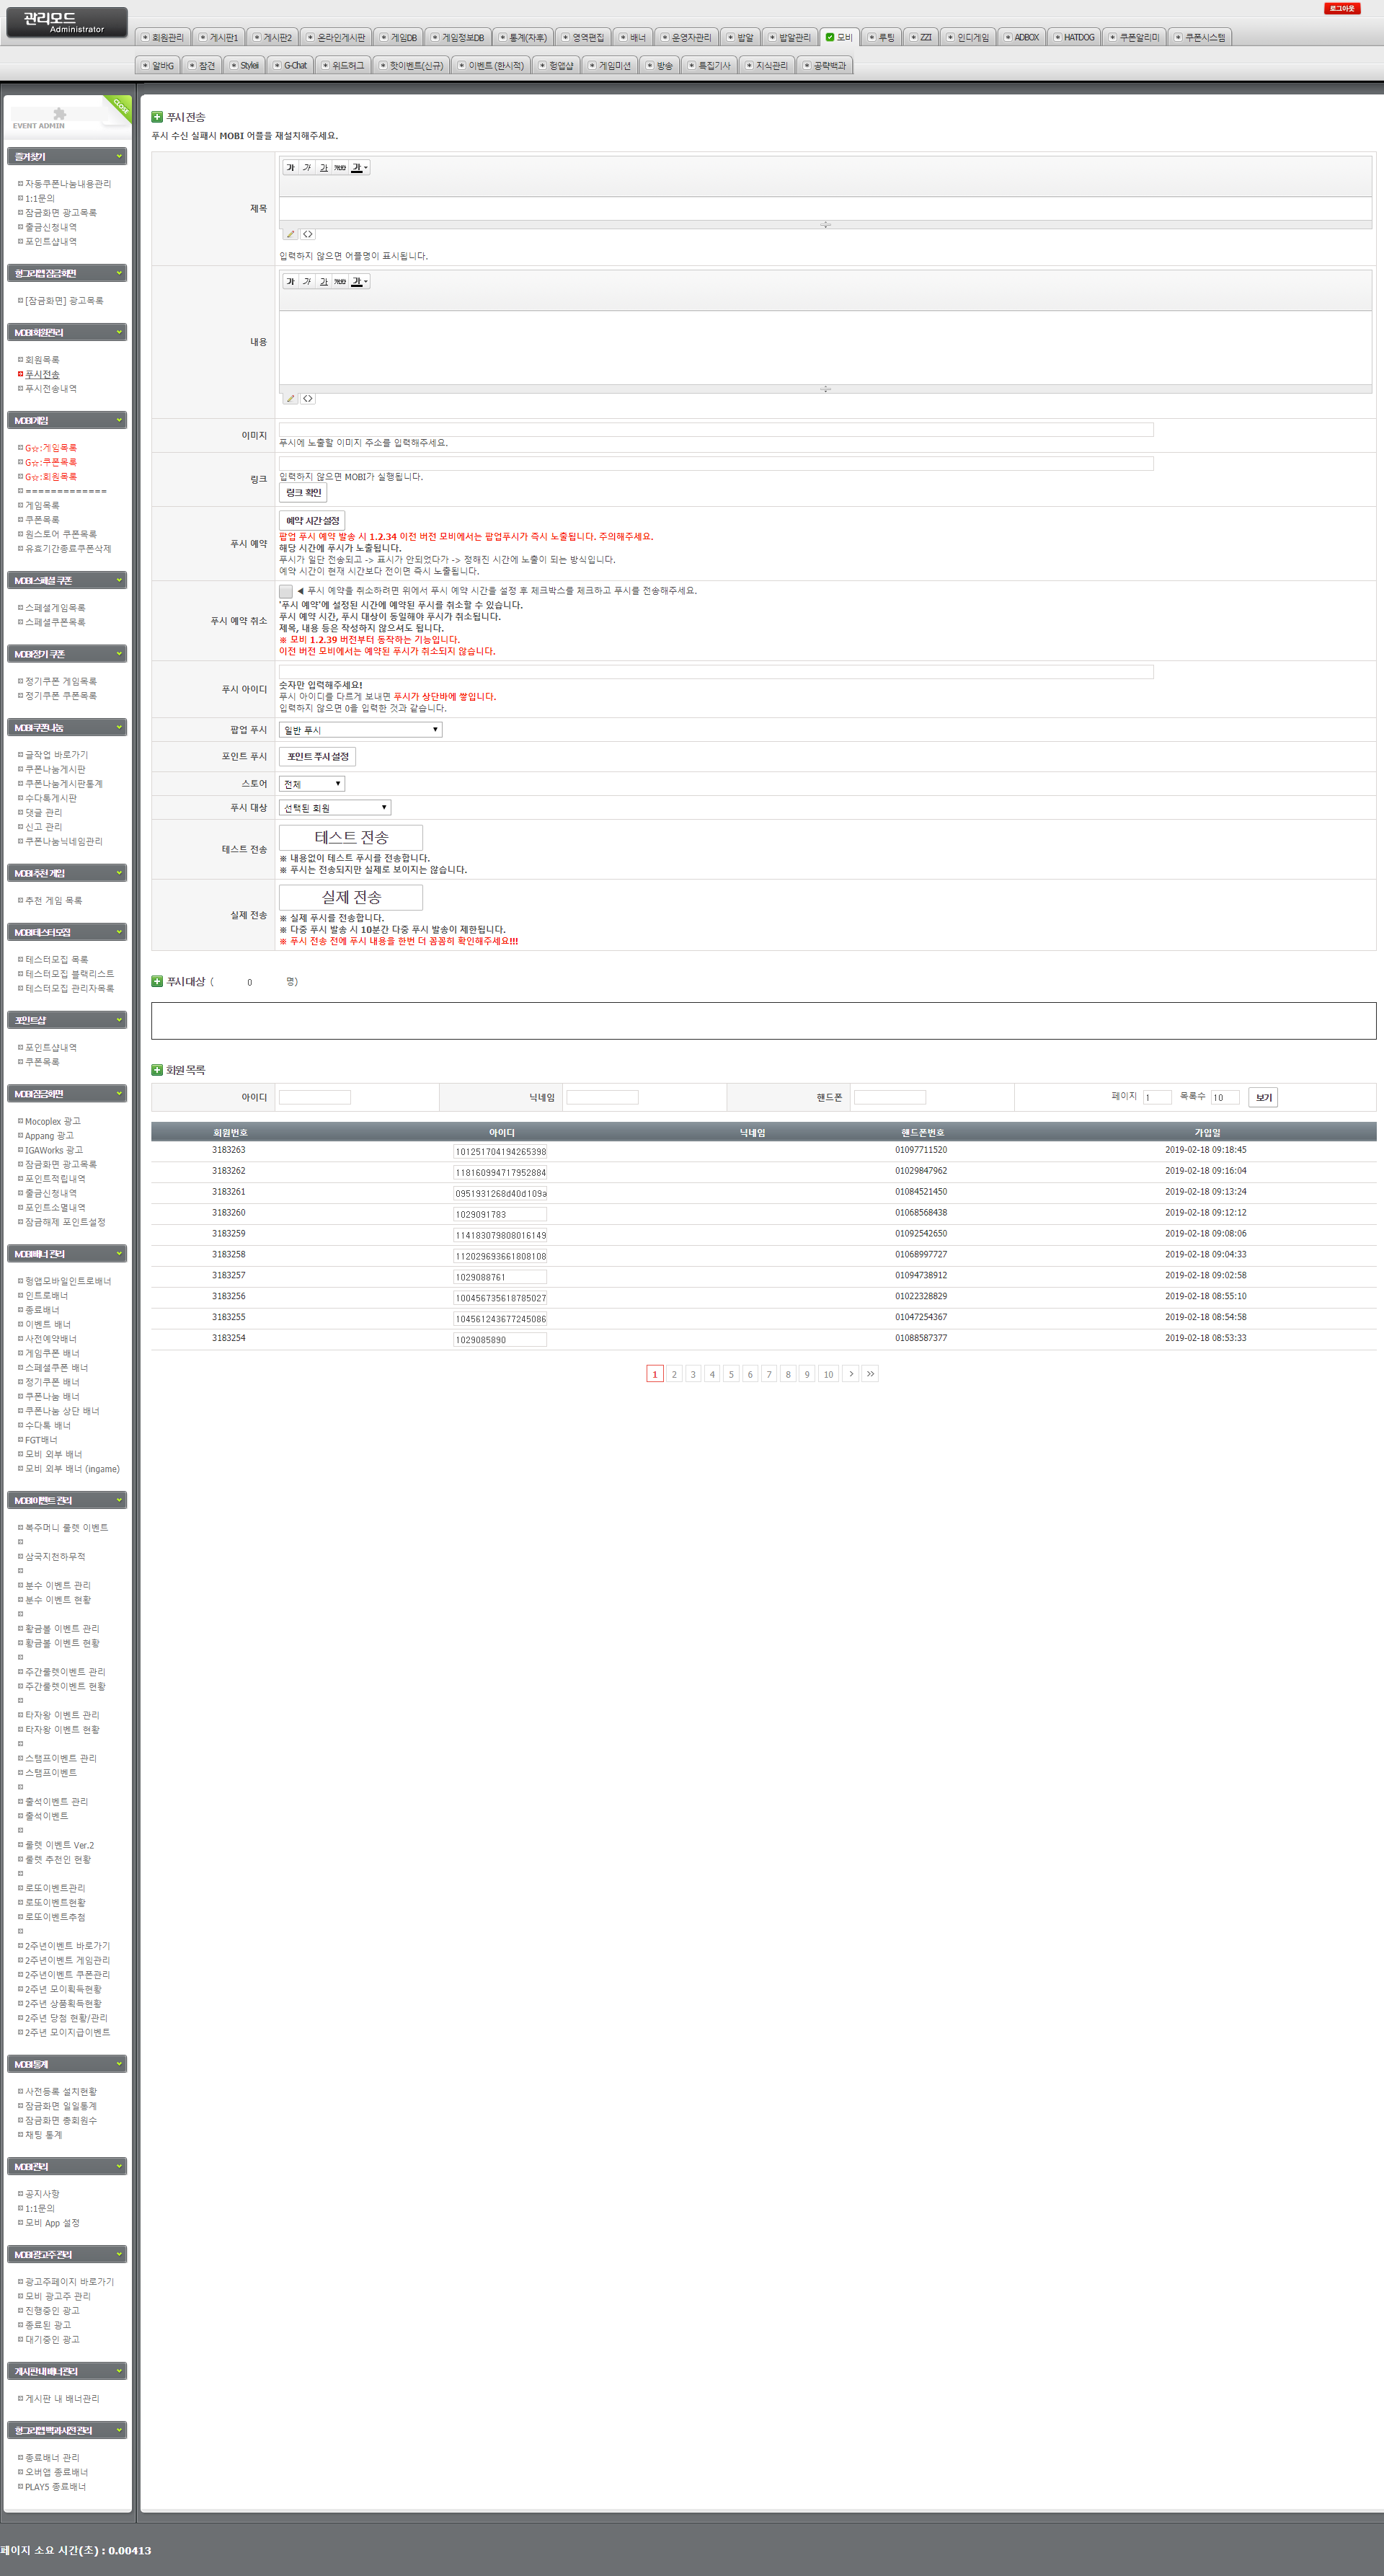 관리모드
Administrator
로그아웃
회원관리 게시판1 게시판2 온라인게시판 게임DB 게임정보DB 통계(자후) 영역편집 배너 운영자관리 밥알 밥알관리 모비 루팅 ZZI 인디게임 ADBOX HATDOG 쿠폰알리미 쿠폰시스템
알바G 잠견 Stylei G-Chat 위드허그 핫이벤트(신규) 이벤트 (한시적) 헝앱샵 게임미션 방송 특집기사 지식관리 공략백과
CLOSE
EVENT ADMIN
즐겨찾기
자동쿠폰나눔내용관리
1:1문의
잠금화면 광고목록
출금신청내역
포인트샵내역
헝그리앱 잠금화면
[잠금화면] 광고목록
MOBI 회원관리
회원목록
푸시전송
푸시전송내역
MOBI 게임
G☆:게임목록
G☆:쿠폰목록
G☆:회원목록
=============
게임목록
쿠폰목록
원스토어 쿠폰목록
유효기간종료쿠폰삭제
MOBI 스페셜 쿠폰
스페셜게임목록
스페셜쿠폰목록
MOBI 정기 쿠폰
정기쿠폰 게임목록
정기쿠폰 쿠폰목록
MOBI 쿠폰나눔
글작업 바로가기
쿠폰나눔게시판
쿠폰나눔게시판통계
수다톡게시판
댓글 관리
신고 관리
쿠폰나눔닉네임관리
MOBI 추천 게임
추천 게임 목록
MOBI 테스터모집
테스터모집 목록
테스터모집 블랙리스트
테스터모집 관리자목록
포인트샵
포인트샵내역
쿠폰목록
MOBI 잠금화면
Mocoplex 광고
Appang 광고
IGAWorks 광고
잠금화면 광고목록
포인트적립내역
출금신청내역
포인트소멸내역
잠금해제 포인트설정
MOBI 배너 관리
헝앱모바일인트로배너
인트로배너
종료배너
이벤트 배너
사전예약배너
게임쿠폰 배너
스페셜쿠폰 배너
정기쿠폰 배너
쿠폰나눔 배너
쿠폰나눔 상단 배너
수다톡 배너
FGT배너
모비 외부 배너
모비 외부 배너 (ingame)
MOBI 이벤트 관리
복주머니 룰렛 이벤트
삼국지천하무적
분수 이벤트 관리
분수 이벤트 현황
황금볼 이벤트 관리
황금볼 이벤트 현황
주간룰렛이벤트 관리
주간룰렛이벤트 현황
타자왕 이벤트 관리
타자왕 이벤트 현황
스탬프이벤트 관리
스탬프이벤트
출석이벤트 관리
출석이벤트
룰렛 이벤트 Ver.2
룰렛 추천인 현황
로또이벤트관리
로또이벤트현황
로또이벤트추첨
2주년이벤트 바로가기
2주년이벤트 게임관리
2주년이벤트 쿠폰관리
2주년 모이획득현황
2주년 상품획득현황
2주년 당첨 현황/관리
2주년 모이지급이벤트
MOBI 통계
사전등록 설치현황
잠금화면 일일통계
잠금화면 총회원수
채팅 통계
MOBI 관리
공지사항
1:1문의
모비 App 설정
MOBI 광고주 관리
광고주페이지 바로가기
모비 광고주 관리
진행중인 광고
종료된 광고
대기중인 광고
게시판 내 배너관리
게시판 내 배너관리
헝그리앱 백과사전 관리
종료배너 관리
오버앱 종료배너
PLAY5 종료배너
푸시 전송
푸시 수신 실패시 MOBI 어플을 재설치해주세요.
제목
가 가 가 가나다 가
입력하지 않으면 어플명이 표시됩니다.
내용
가 가 가 가나다 가
이미지
푸시에 노출할 이미지 주소를 입력해주세요.
링크
입력하지 않으면 MOBI가 실행됩니다.
링크 확인
푸시 예약
예약 시간 설정
팝업 푸시 예약 발송 시 1.2.34 이전 버전 모비에서는 팝업푸시가 즉시 노출됩니다. 주의해주세요.
해당 시간에 푸시가 노출됩니다.
푸시가 일단 전송되고 -> 표시가 안되었다가 -> 정해진 시간에 노출이 되는 방식입니다.
예약 시간이 현재 시간보다 전이면 즉시 노출됩니다.
푸시 예약 취소
◀ 푸시 예약을 취소하려면 위에서 푸시 예약 시간을 설정 후 체크박스를 체크하고 푸시를 전송해주세요.
'푸시 예약'에 설정된 시간에 예약된 푸시를 취소할 수 있습니다.
푸시 예약 시간, 푸시 대상이 동일해야 푸시가 취소됩니다.
제목, 내용 등은 작성하지 않으셔도 됩니다.
※ 모비 1.2.39 버전부터 동작하는 기능입니다.
이전 버전 모비에서는 예약된 푸시가 취소되지 않습니다.
푸시 아이디
숫자만 입력해주세요!
푸시 아이디를 다르게 보내면 푸시가 상단바에 쌓입니다.
입력하지 않으면 0을 입력한 것과 같습니다.
팝업 푸시
일반 푸시
포인트 푸시
포인트 푸시 설정
스토어
전체
푸시 대상
선택된 회원
테스트 전송
테스트 전송
※ 내용없이 테스트 푸시를 전송합니다.
※ 푸시는 전송되지만 실제로 보이지는 않습니다.
실제 전송
실제 전송
※ 실제 푸시를 전송합니다.
※ 다중 푸시 발송 시 10분간 다중 푸시 발송이 제한됩니다.
※ 푸시 전송 전에 푸시 내용을 한번 더 꼼꼼히 확인해주세요!!!
푸시 대상 ( 0 명)
회원 목록
아이디 닉네임 핸드폰 페이지 1 목록수 10 보기
회원번호 아이디 닉네임 핸드폰번호 가입일
3183263 101251704194265398 01097711520 2019-02-18 09:18:45
3183262 118160994717952884 01029847962 2019-02-18 09:16:04
3183261 0951931268d40d109a 01084521450 2019-02-18 09:13:24
3183260 1029091783 01068568438 2019-02-18 09:12:12
3183259 114183079808016149 01092542650 2019-02-18 09:08:06
3183258 112029693661808108 01068997727 2019-02-18 09:04:33
3183257 1029088761 01094738912 2019-02-18 09:02:58
3183256 100456735618785027 01022328829 2019-02-18 08:55:10
3183255 104561243677245086 01047254367 2019-02-18 08:54:58
3183254 1029085890 01088587377 2019-02-18 08:53:33
1 2 3 4 5 6 7 8 9 10 > >>
페이지 소요 시간(초) : 0.00413